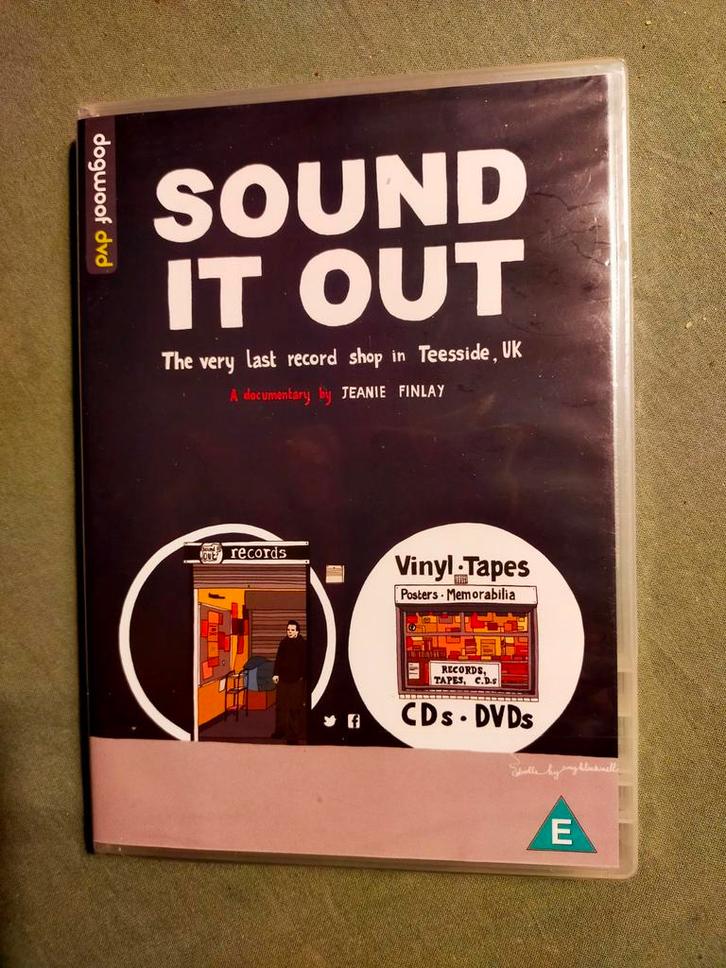 dogwoof dvd
SOUND
IT OUT
The very last record shop in Teesside, UK
A documentary by JEANIE FINLAY
records
Vinyl · Tapes
Posters · Memorabilia
RECORDS,
TAPES, C.Ds
CDs · DVDs
E